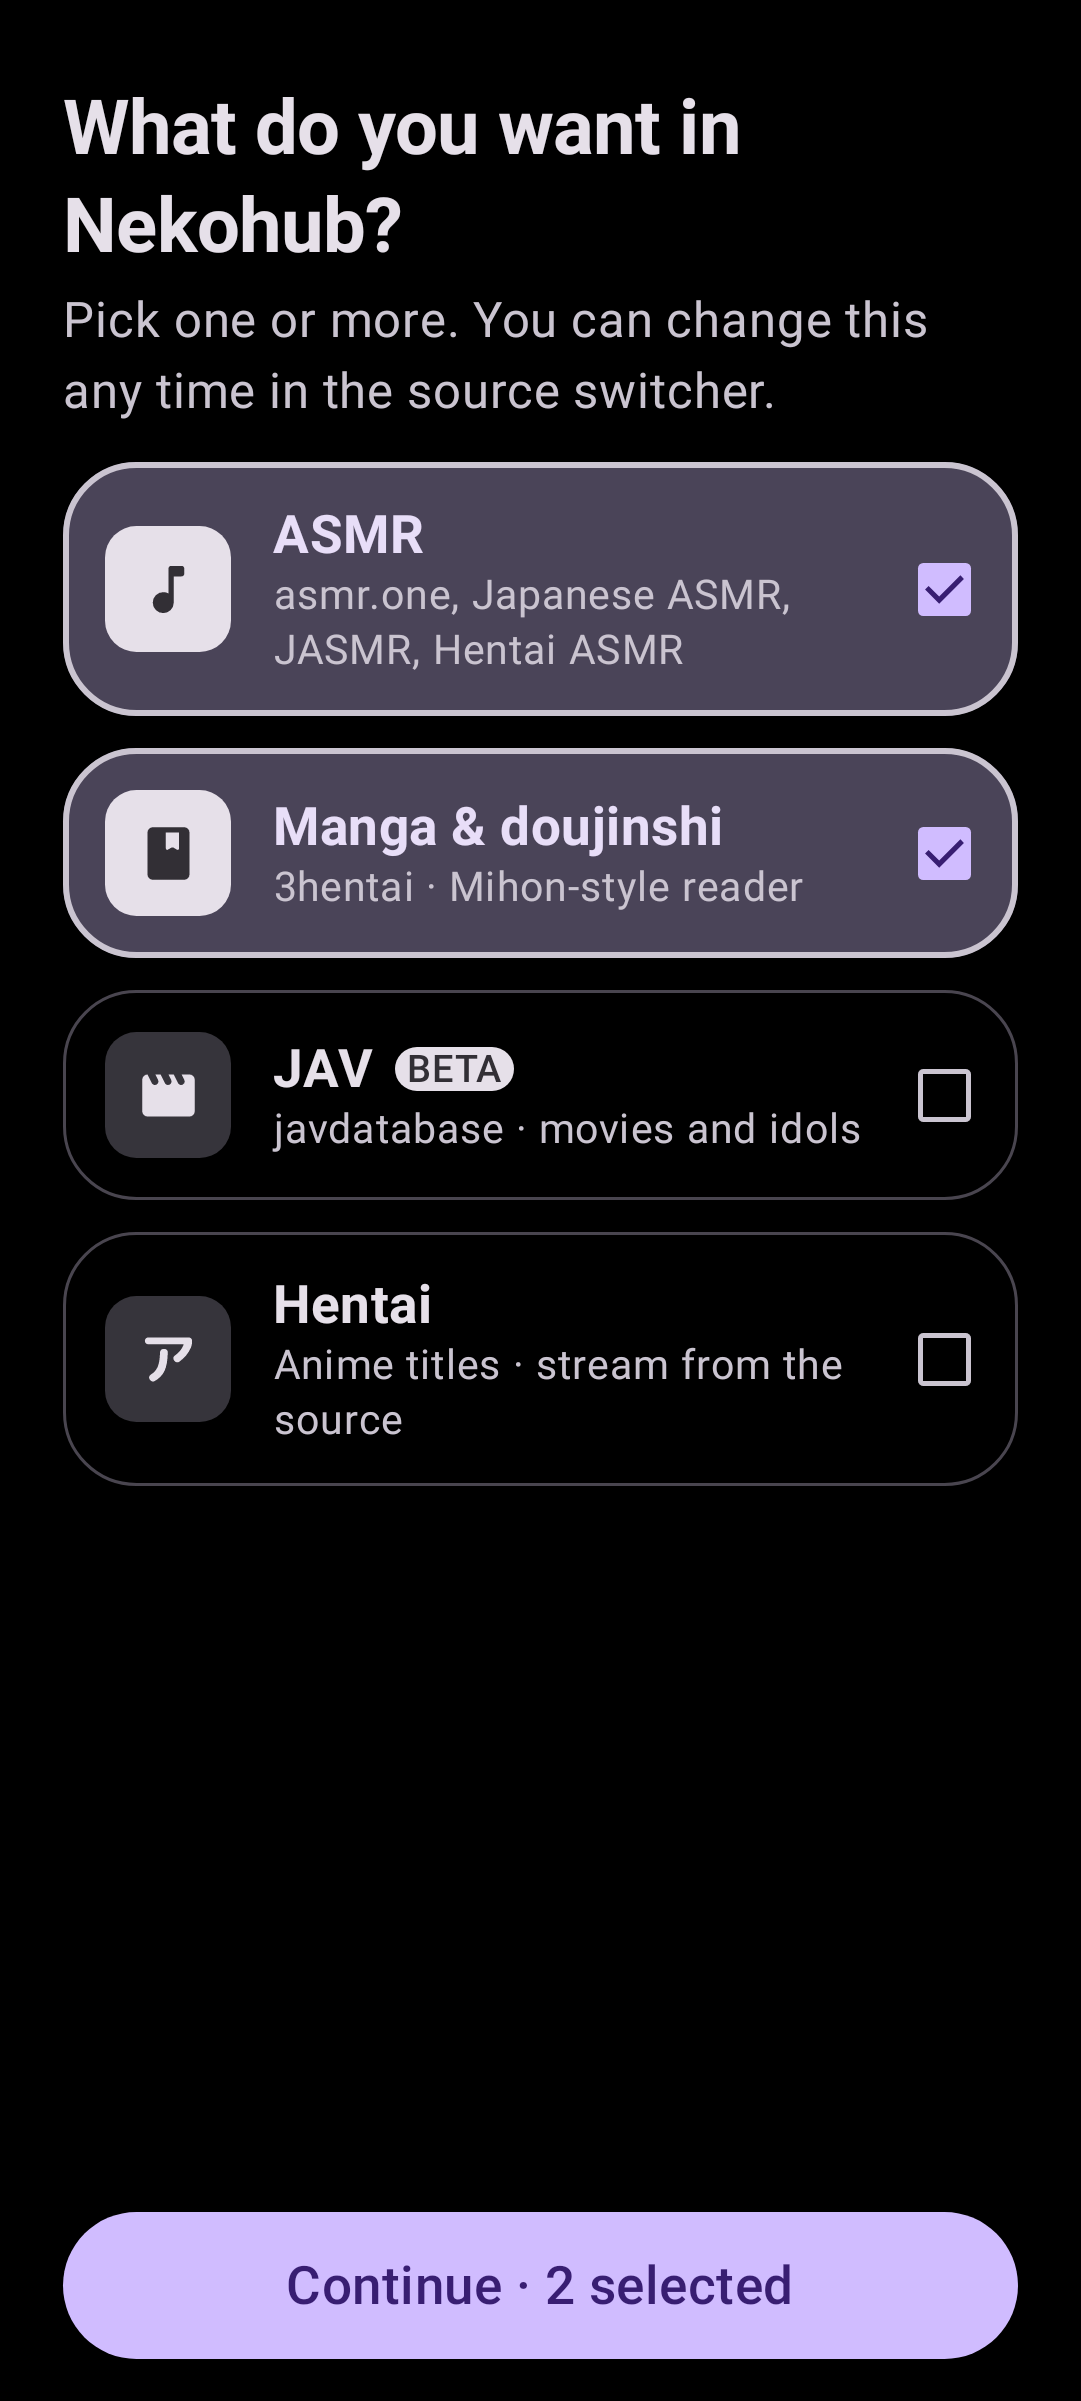 What do you want in
Nekohub?
Pick one or more. You can change this
any time in the source switcher.
ASMR
asmr.one, Japanese ASMR,
JASMR, Hentai ASMR
Manga & doujinshi
3hentai · Mihon-style reader
JAV BETA
javdatabase · movies and idols
ア
Hentai
Anime titles · stream from the
source
Continue · 2 selected